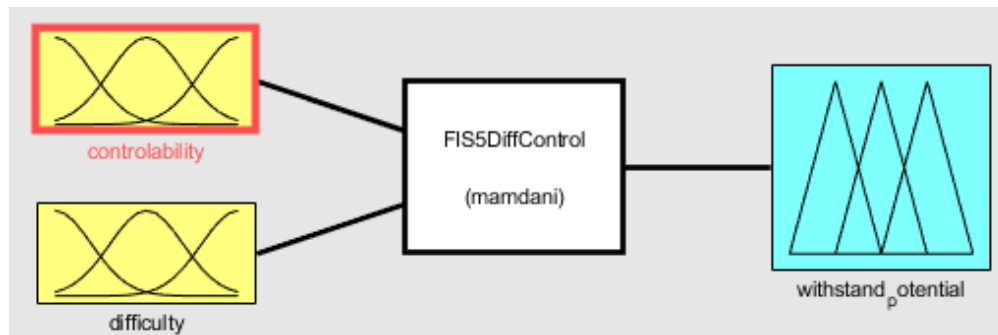 controlability
FIS5DiffControl
(mamdani)
difficulty
withstand_potential